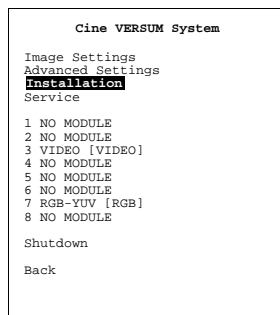 Cine VERSUM System
Image Settings
Advanced Settings
Installation
Service
1 NO MODULE
2 NO MODULE
3 VIDEO [VIDEO]
4 NO MODULE
5 NO MODULE
6 NO MODULE
7 RGB-YUV [RGB]
8 NO MODULE
Shutdown
Back